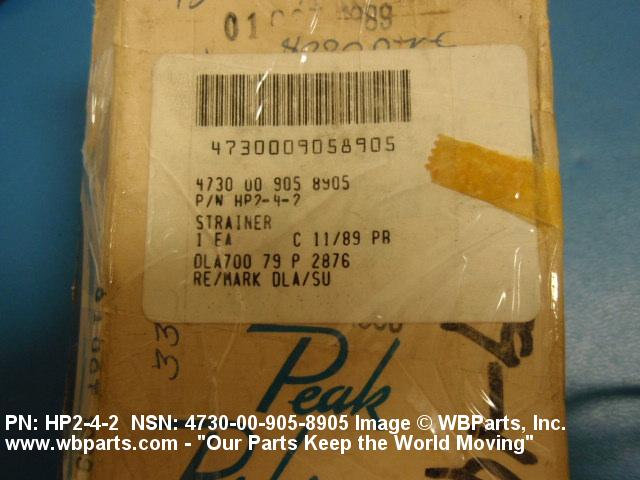 4730009058905
4730 00 905 8905
P/N HP2-4-2
STRAINER
1 EA C 11/89 PB
DLA700 79 P 2876
RE/MARK DLA/SU
33
Peak
PN: HP2-4-2 NSN: 4730-00-905-8905 Image © WBParts, Inc.
www.wbparts.com - "Our Parts Keep the World Moving"